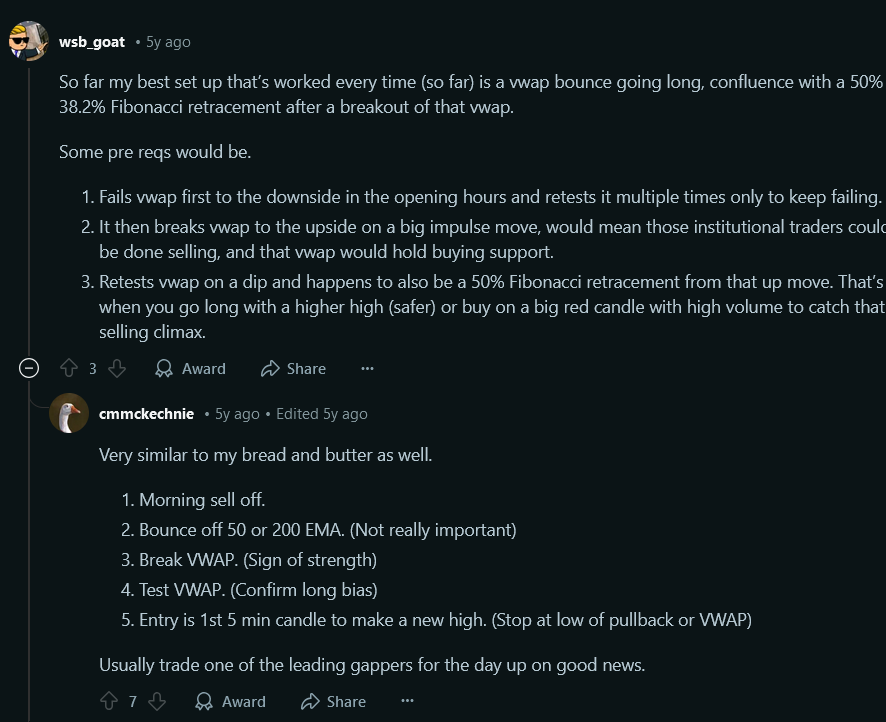 wsb_goat • 5y ago
So far my best set up that's worked every time (so far) is a vwap bounce going long, confluence with a 50%
38.2% Fibonacci retracement after a breakout of that vwap.
Some pre reqs would be.
1. Fails vwap first to the downside in the opening hours and retests it multiple times only to keep failing.
2. It then breaks vwap to the upside on a big impulse move, would mean those institutional traders
be done selling, and that vwap would hold buying support.
3. Retests vwap on a dip and happens to also be a 50% Fibonacci retracement from that up move. That's
when you go long with a higher high (safer) or buy on a big red candle with high volume to catch that
selling climax.
3 Award Share ...
cmmckechnie • 5y ago • Edited 5y ago
Very similar to my bread and butter as well.
1. Morning sell off.
2. Bounce off 50 or 200 EMA. (Not really important)
3. Break VWAP. (Sign of strength)
4. Test VWAP. (Confirm long bias)
5. Entry is 1st 5 min candle to make a new high. (Stop at low of pullback or VWAP)
Usually trade one of the leading gappers for the day up on good news.
7 Award Share ...